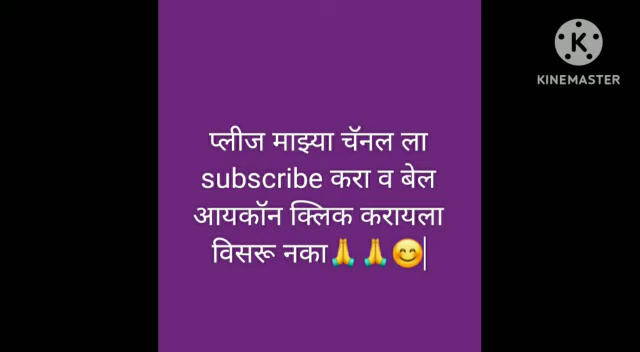 KINEMASTER
प्लीज माझ्या चॅनल ला
subscribe करा व बेल
आयकॉन क्लिक करायला
विसरू नका🙏🙏😊